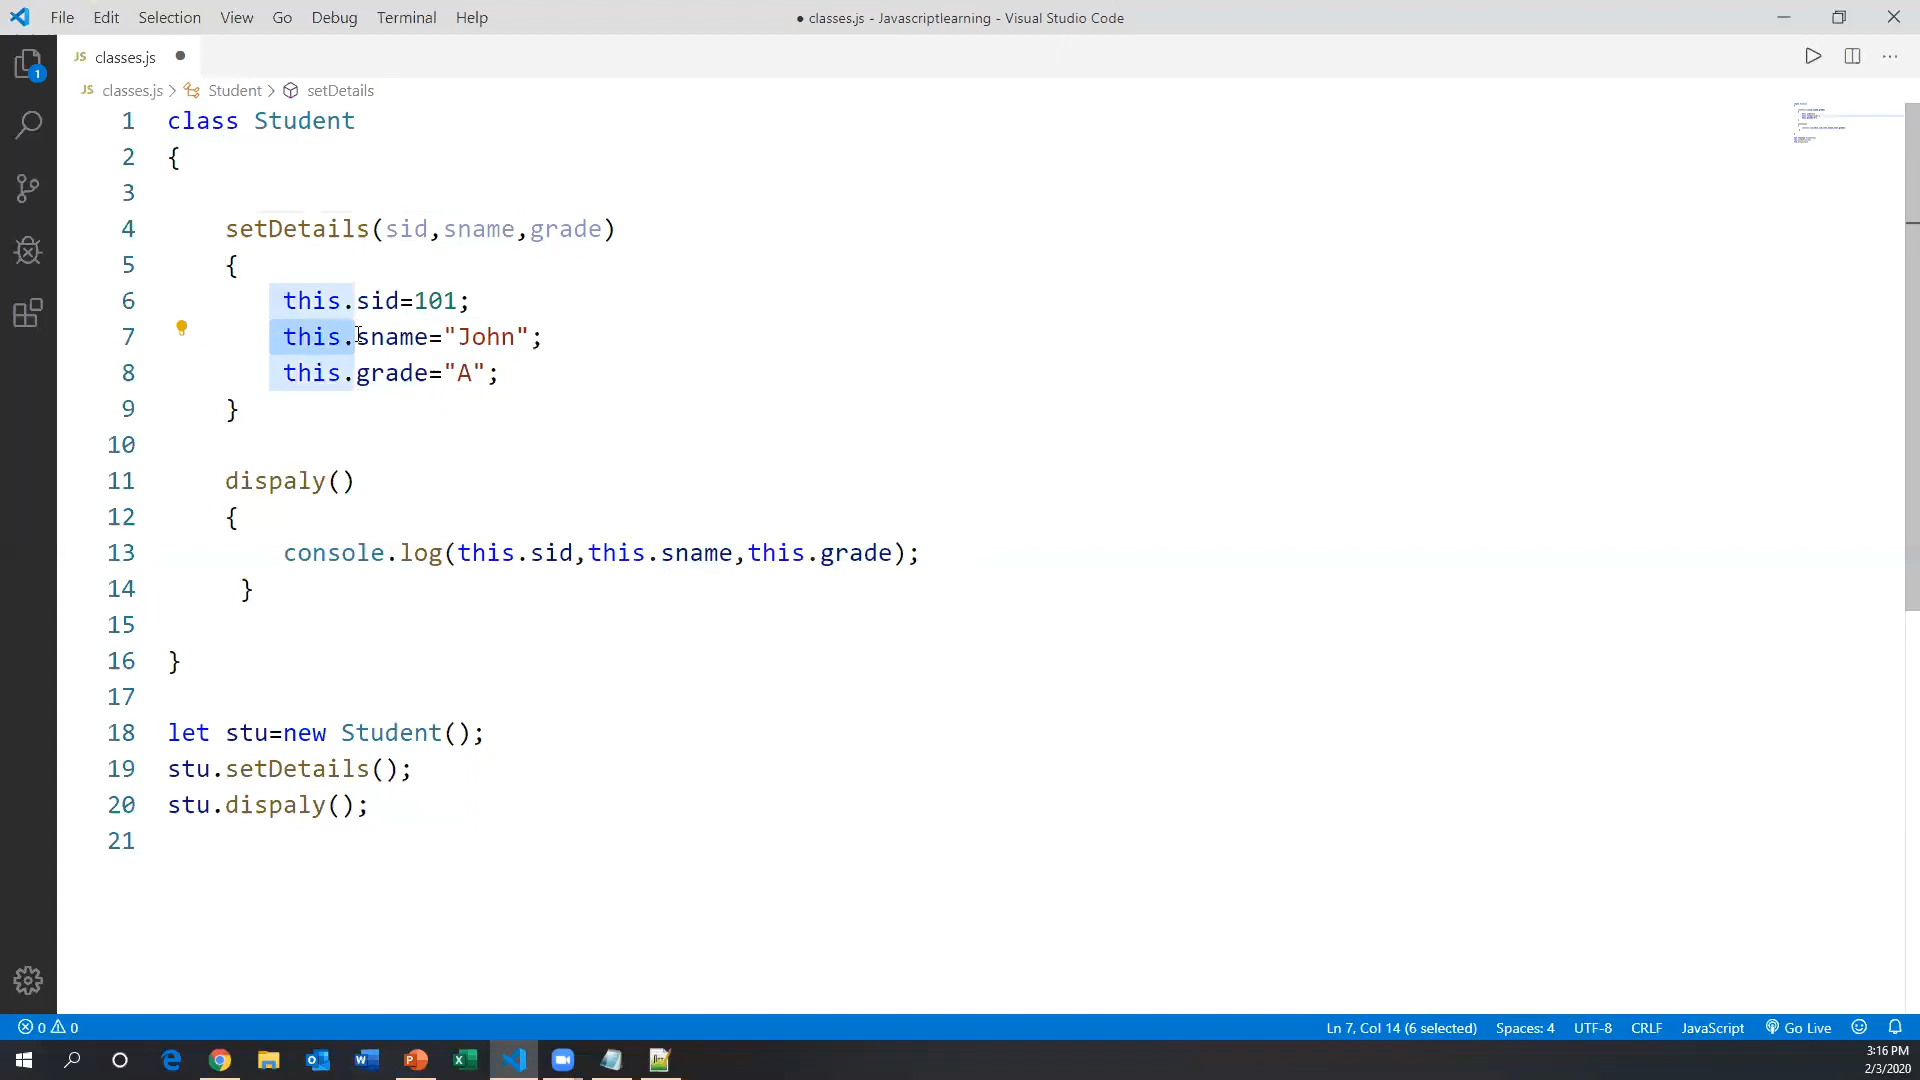 File Edit Selection View Go Debug Terminal Help
● classes.js - Javascriptlearning - Visual Studio Code
JS classes.js ●
JS classes.js > Student > setDetails
1 class Student
2 {
3
4 setDetails(sid,sname,grade)
5 {
6 this.sid=101;
7 this.sname="John";
8 this.grade="A";
9 }
10
11 dispaly()
12 {
13 console.log(this.sid,this.sname,this.grade);
14 }
15
16 }
17
18 let stu=new Student();
19 stu.setDetails();
20 stu.dispaly();
21
1
0 0 Ln 7, Col 14 (6 selected) Spaces: 4 UTF-8 CRLF JavaScript Go Live
3:16 PM
2/3/2020